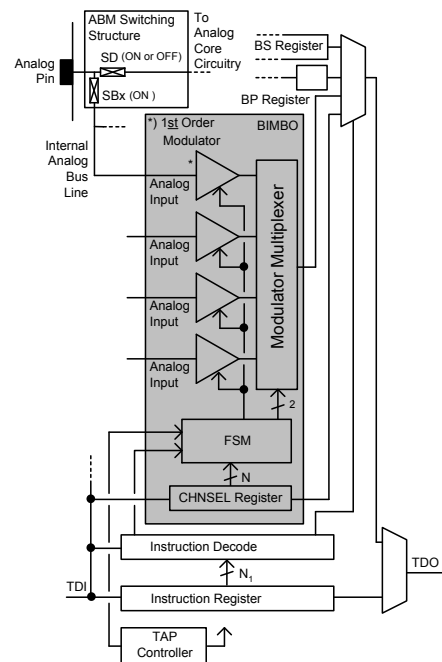 ABM Switching
Structure
SD (ON or OFF)
SBx (ON )
Analog
Pin
To
Analog
Core
Circuitry
BS Register
BP Register
Internal
Analog
Bus
Line
*) 1st Order
Modulator
BIMBO
*
Analog
Input
Analog
Input
Analog
Input
Analog
Input
Modulator Multiplexer
2
FSM
N
CHNSEL Register
Instruction Decode
N1
TDI
Instruction Register
TDO
TAP
Controller